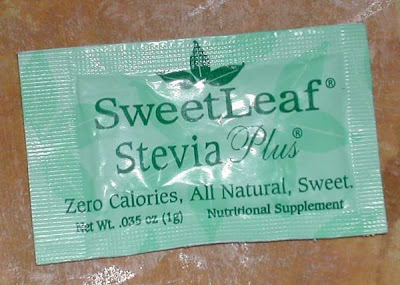 SweetLeaf®
Stevia Plus®
Zero Calories, All Natural, Sweet.
Net Wt. .035 oz (1g) Nutritional Supplement